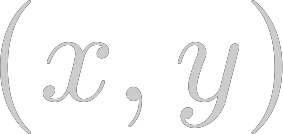 (x, y)